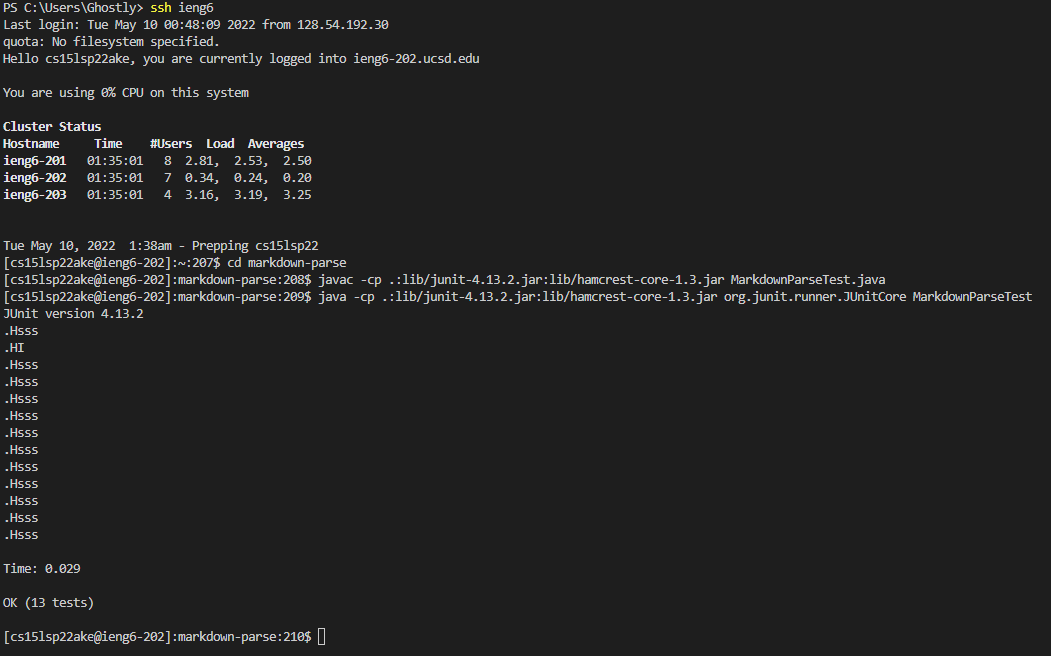 PS C:\Users\Ghostly> ssh ieng6
Last login: Tue May 10 00:48:09 2022 from 128.54.192.30
quota: No filesystem specified.
Hello cs15lsp22ake, you are currently logged into ieng6-202.ucsd.edu

You are using 0% CPU on this system

Cluster Status
Hostname     Time    #Users  Load  Averages
ieng6-201   01:35:01   8  2.81,  2.53,  2.50
ieng6-202   01:35:01   7  0.34,  0.24,  0.20
ieng6-203   01:35:01   4  3.16,  3.19,  3.25

Tue May 10, 2022  1:38am - Prepping cs15lsp22
[cs15lsp22ake@ieng6-202]:~:207$ cd markdown-parse
[cs15lsp22ake@ieng6-202]:markdown-parse:208$ javac -cp .:lib/junit-4.13.2.jar:lib/hamcrest-core-1.3.jar MarkdownParseTest.java
[cs15lsp22ake@ieng6-202]:markdown-parse:209$ java -cp .:lib/junit-4.13.2.jar:lib/hamcrest-core-1.3.jar org.junit.runner.JUnitCore MarkdownParseTest
JUnit version 4.13.2
.Hsss
.HI
.Hsss
.Hsss
.Hsss
.Hsss
.Hsss
.Hsss
.Hsss
.Hsss
.Hsss
.Hsss
.Hsss

Time: 0.029

OK (13 tests)

[cs15lsp22ake@ieng6-202]:markdown-parse:210$